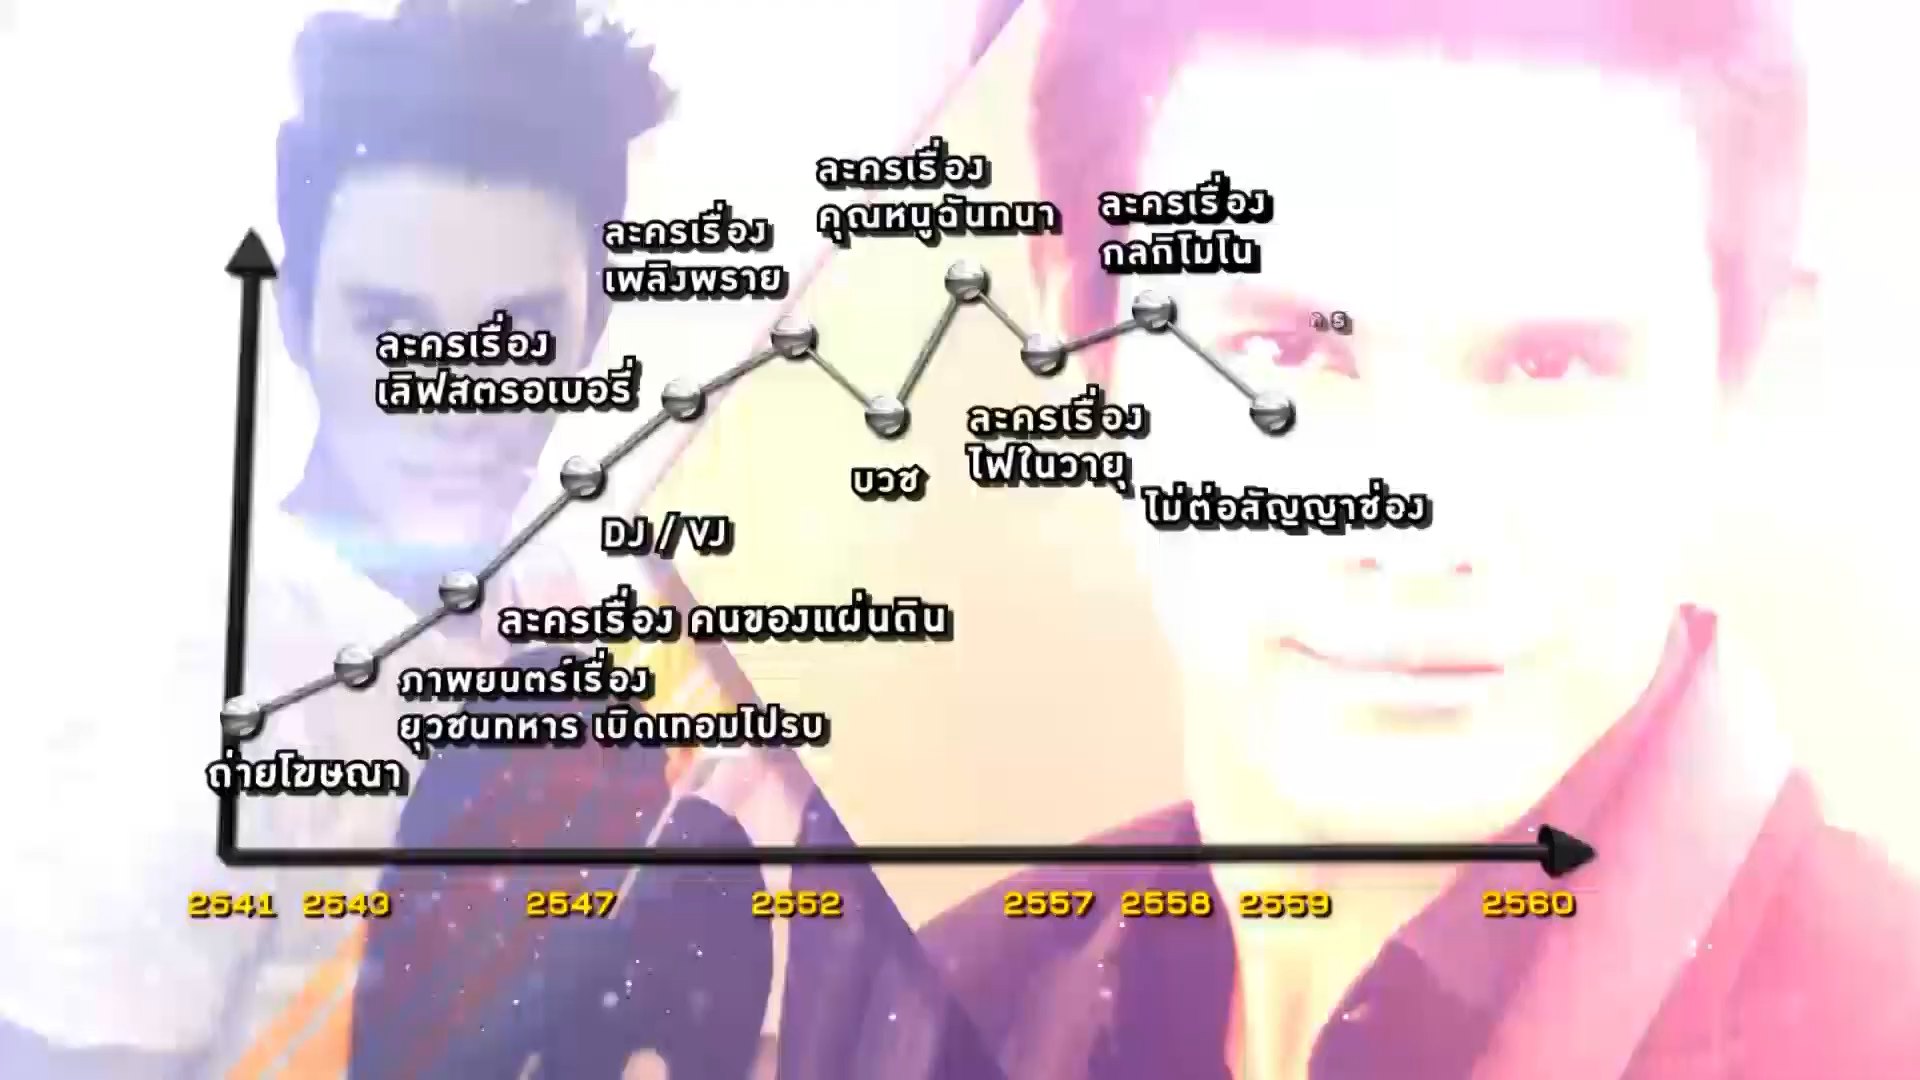 ละครเรื่อง
คุณหนูฉันทนา
ละครเรื่อง
กลกิโมโน
ละครเรื่อง
เพลิงพราย
ละครเรื่อง
เลิฟสตรอเบอรี่
ละครเรื่อง
ไฟในวายุ
บวช
ไม่ต่อสัญญาช่อง
DJ / VJ
ละครเรื่อง คนของแผ่นดิน
ภาพยนตร์เรื่อง
ยุวชนทหาร เปิดเทอมไปรบ
ถ่ายโฆษณา
2541 2543 2547 2552 2557 2558 2559 2560